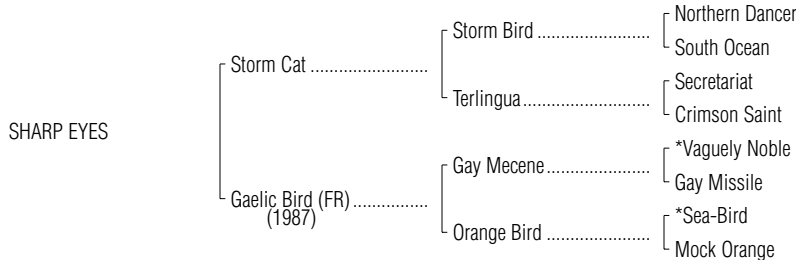 Northern Dancer
Storm Bird ........................
South Ocean
Storm Cat .........................
Secretariat
Terlingua ...........................
Crimson Saint
SHARP EYES
*Vaguely Noble
Gay Mecene ......................
Gay Missile
Gaelic Bird (FR) ................
(1987)
*Sea-Bird
Orange Bird ......................
Mock Orange